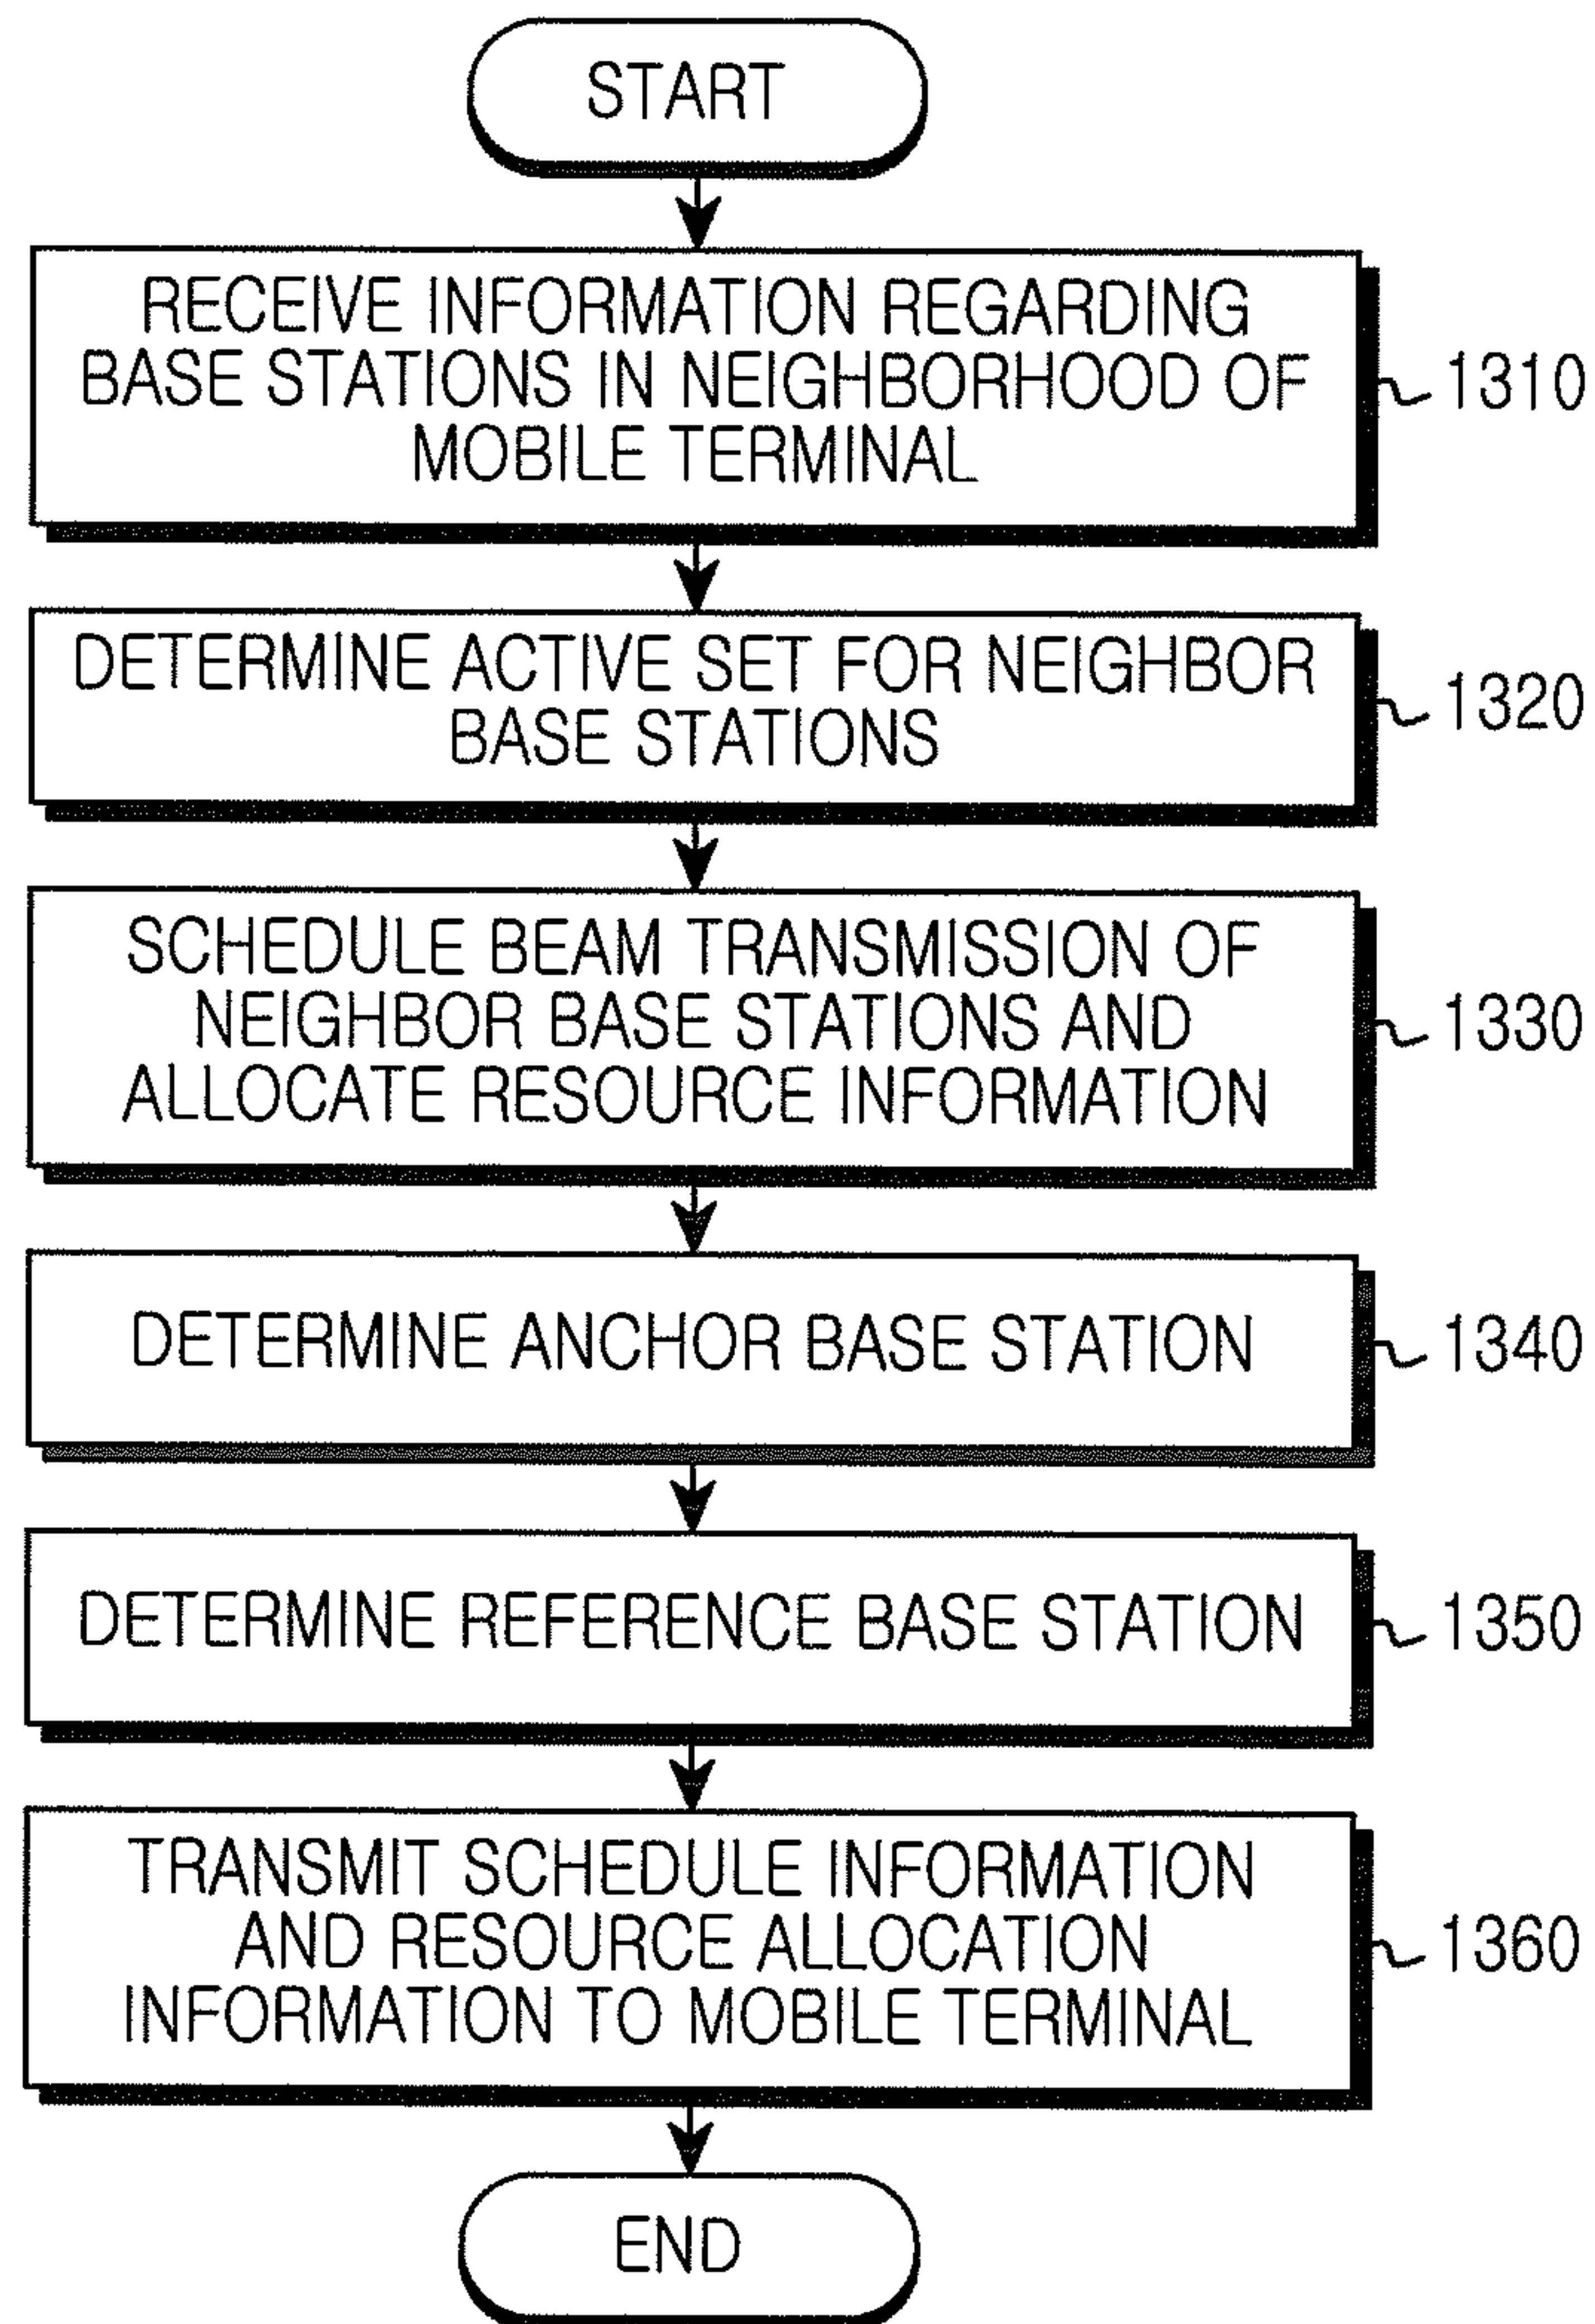 START
RECEIVE INFORMATION REGARDING
BASE STATIONS IN NEIGHBORHOOD OF
MOBILE TERMINAL
1310
DETERMINE ACTIVE SET FOR NEIGHBOR
BASE STATIONS
1320
SCHEDULE BEAM TRANSMISSION OF
NEIGHBOR BASE STATIONS AND
ALLOCATE RESOURCE INFORMATION
1330
DETERMINE ANCHOR BASE STATION
1340
DETERMINE REFERENCE BASE STATION
1350
TRANSMIT SCHEDULE INFORMATION
AND RESOURCE ALLOCATION
INFORMATION TO MOBILE TERMINAL
1360
END